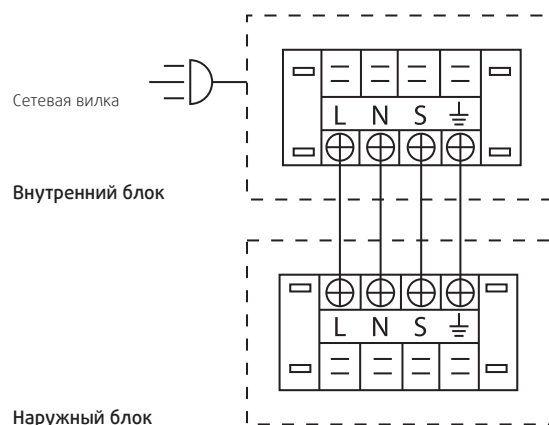 Сетевая вилка
L N S
Внутренний блок
L N S
Наружный блок